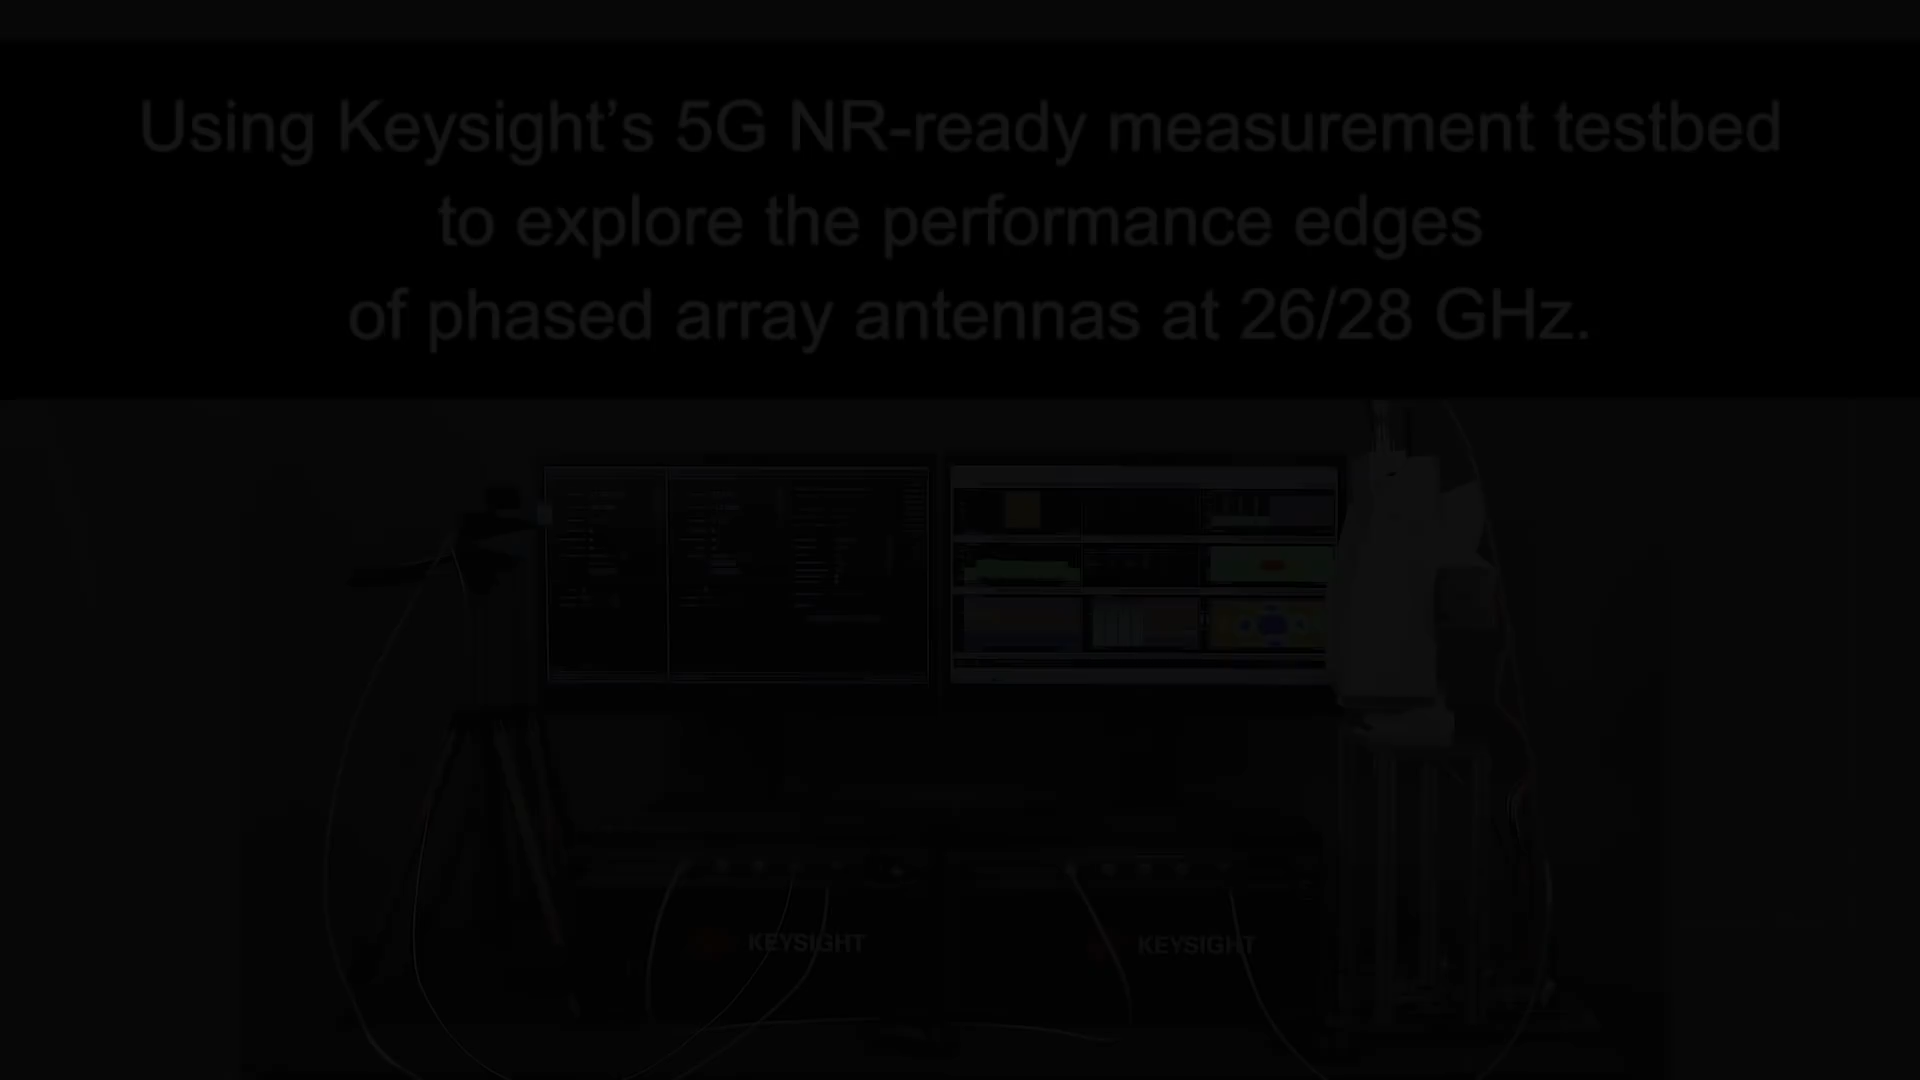 Using Keysight’s 5G NR-ready measurement testbed
to explore the performance edges
of phased array antennas at 26/28 GHz.
KEYSIGHT
KEYSIGHT